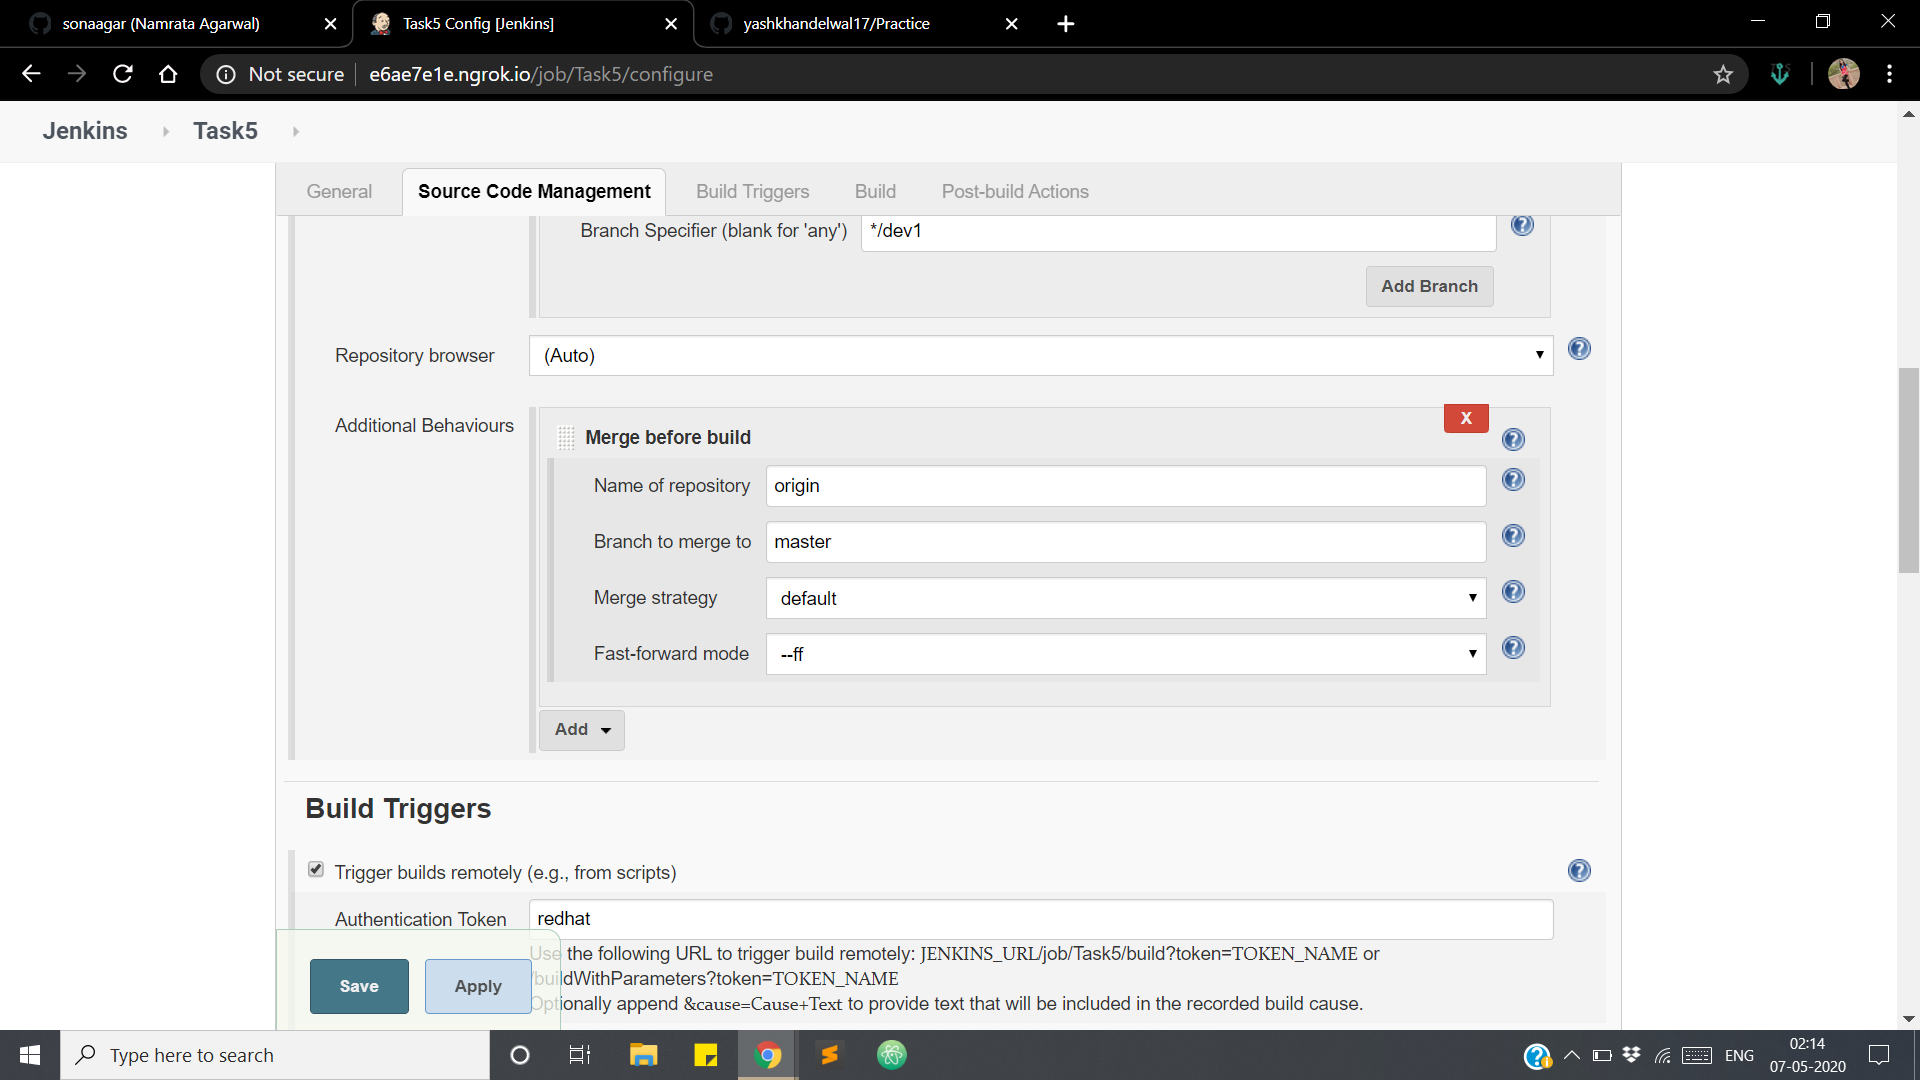 sonaagar (Namrata Agarwal)
Task5 Config [Jenkins]
yashkhandelwal17/Practice
Not secure
e6ae7e1e.ngrok.io/job/Task5/configure
Jenkins
Task5
General
Source Code Management
Build Triggers
Build
Post-build Actions
Branch Specifier (blank for 'any')
*/dev1
Add Branch
Repository browser
(Auto)
Additional Behaviours
X
Merge before build
Name of repository
origin
Branch to merge to
master
Merge strategy
default
Fast-forward mode
--ff
Add
Build Triggers
Trigger builds remotely (e.g., from scripts)
Authentication Token
redhat
Use the following URL to trigger build remotely: JENKINS_URL/job/Task5/build?token=TOKEN_NAME or
/buildWithParameters?token=TOKEN_NAME
Optionally append &cause=Cause+Text to provide text that will be included in the recorded build cause.
Save
Apply
Type here to search
ENG
02:14
07-05-2020